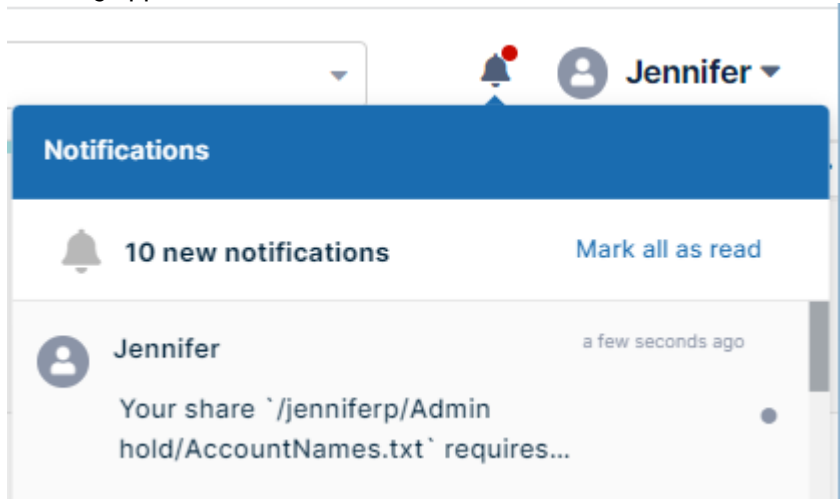 Jennifer
Notifications
10 new notifications
Mark all as read
Jennifer
a few seconds ago
Your share `/jenniferp/Admin
hold/AccountNames.txt` requires...